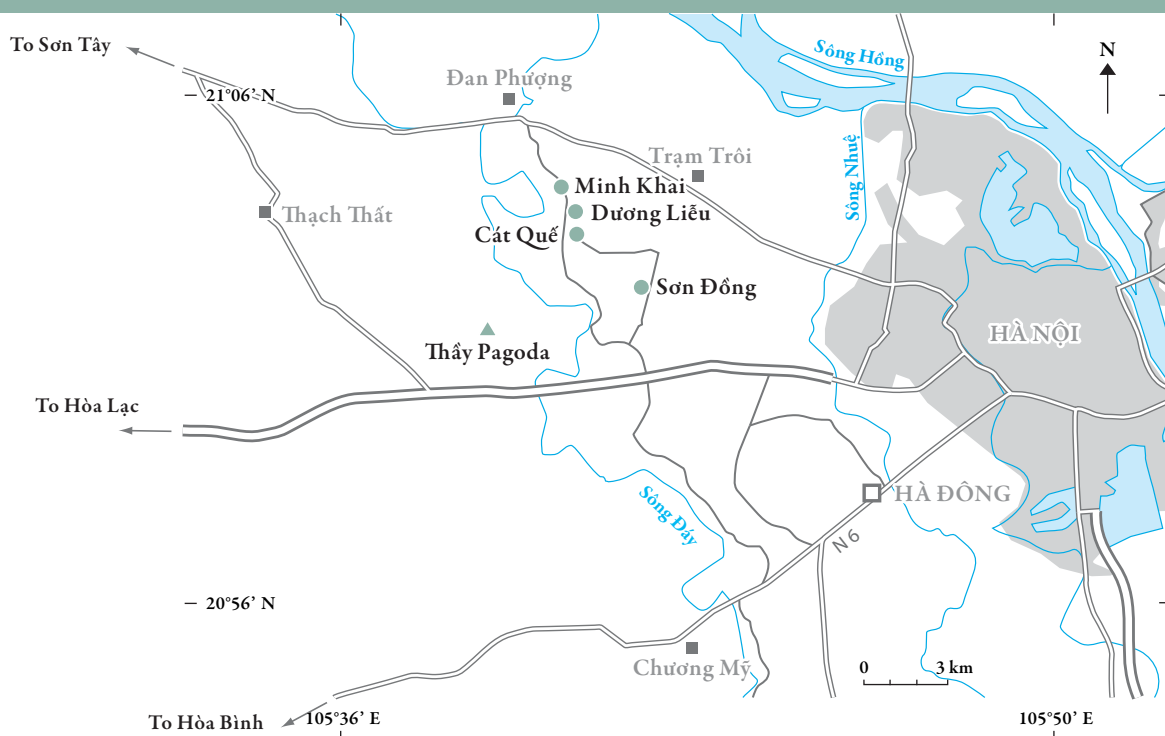 Sông Hồng
N
To Sơn Tây
Đan Phượng
21°06' N
Sông Nhuệ
Trạm Trôi
Minh Khai
Thạch Thất
Dương Liễu
Cát Quế
Sơn Đồng
HÀ NỘI
Thầy Pagoda
To Hòa Lạc
HÀ ĐÔNG
Sông Đáy
N 6
20°56' N
Chương Mỹ
0 3 km
To Hòa Bình
105°36' E
105°50' E